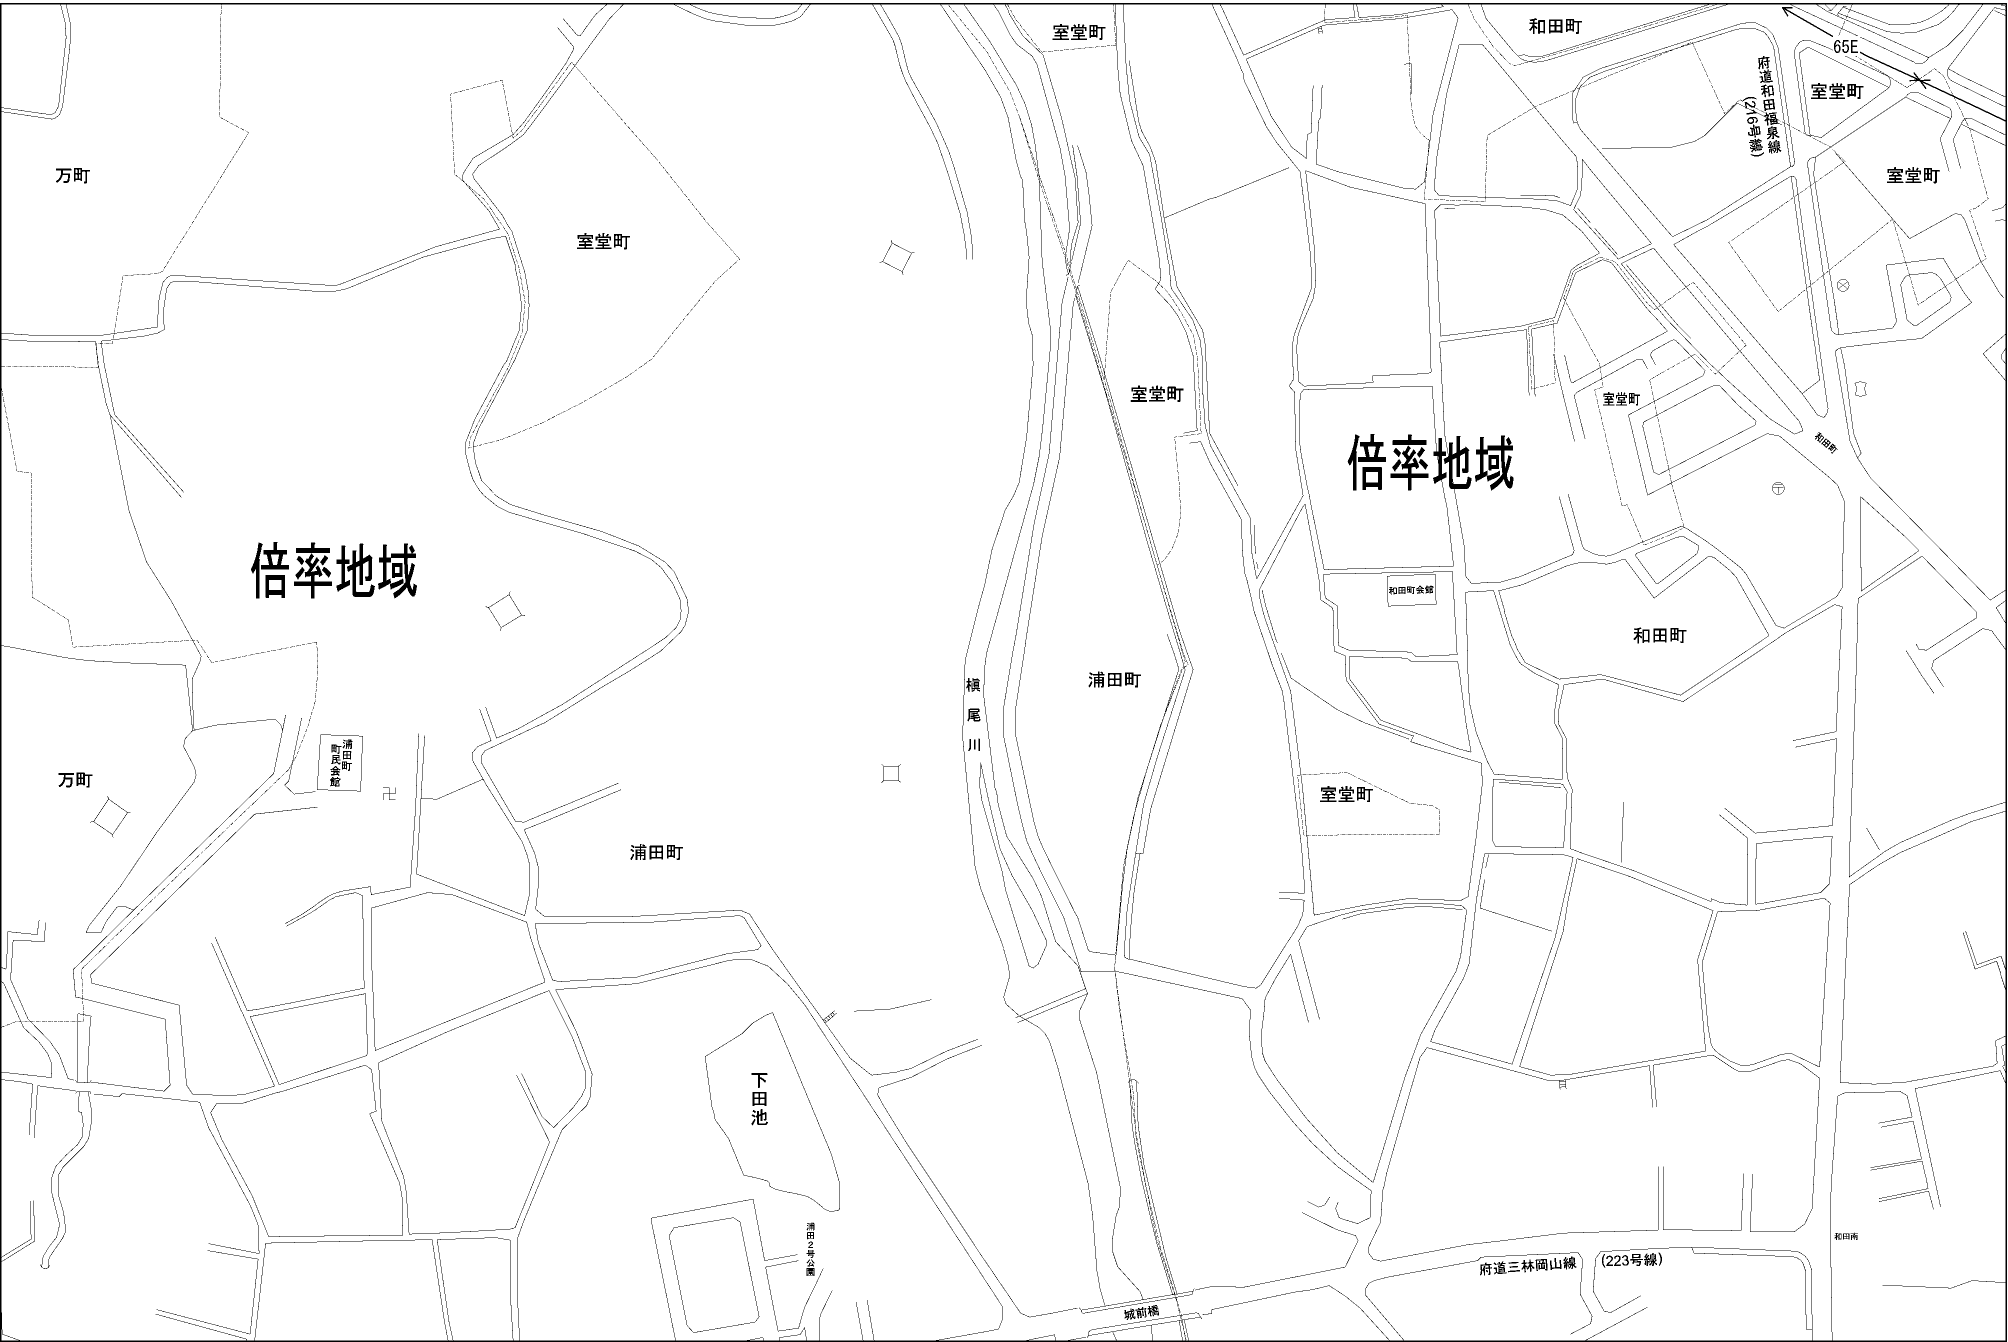 室堂町
和田町
65E
府道和田福泉線
(216号線)
室堂町
万町
室堂町
室堂町
室堂町
室堂町
和田町
倍率地域
倍率地域
和田町会館
和田町
浦田町
槇尾川
浦田町
町民会館
万町
室堂町
浦田町
下田池
浦田2号公園
和田南
府道三林岡山線
(223号線)
城前橋